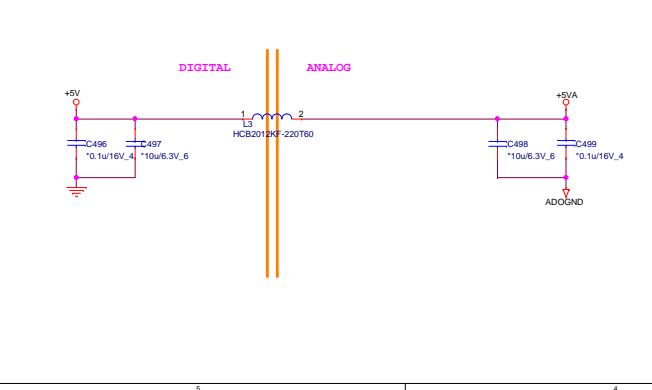 DIGITAL ANALOG
+5V
+5VA
1 2
L3
HCB2012KF-220T60
C496
*0.1u/16V_4
C497
*10u/6.3V_6
C498
*10u/6.3V_6
C499
*0.1u/16V_4
ADOGND
5 4